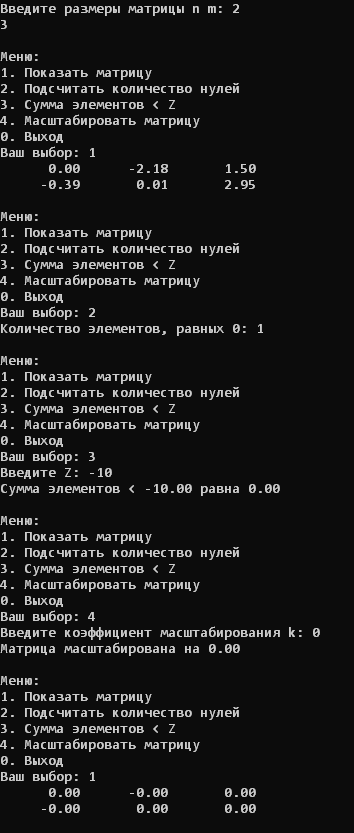 Введите размеры матрицы n m: 2
3
Меню:
1. Показать матрицу
2. Подсчитать количество нулей
3. Сумма элементов < Z
4. Масштабировать матрицу
0. Выход
Ваш выбор: 1
0.00 -2.18 1.50
-0.39 0.01 2.95
Меню:
1. Показать матрицу
2. Подсчитать количество нулей
3. Сумма элементов < Z
4. Масштабировать матрицу
0. Выход
Ваш выбор: 2
Количество элементов, равных 0: 1
Меню:
1. Показать матрицу
2. Подсчитать количество нулей
3. Сумма элементов < Z
4. Масштабировать матрицу
0. Выход
Ваш выбор: 3
Введите Z: -10
Сумма элементов < -10.00 равна 0.00
Меню:
1. Показать матрицу
2. Подсчитать количество нулей
3. Сумма элементов < Z
4. Масштабировать матрицу
0. Выход
Ваш выбор: 4
Введите коэффициент масштабирования k: 0
Матрица масштабирована на 0.00
Меню:
1. Показать матрицу
2. Подсчитать количество нулей
3. Сумма элементов < Z
4. Масштабировать матрицу
0. Выход
Ваш выбор: 1
0.00 -0.00 0.00
-0.00 0.00 0.00